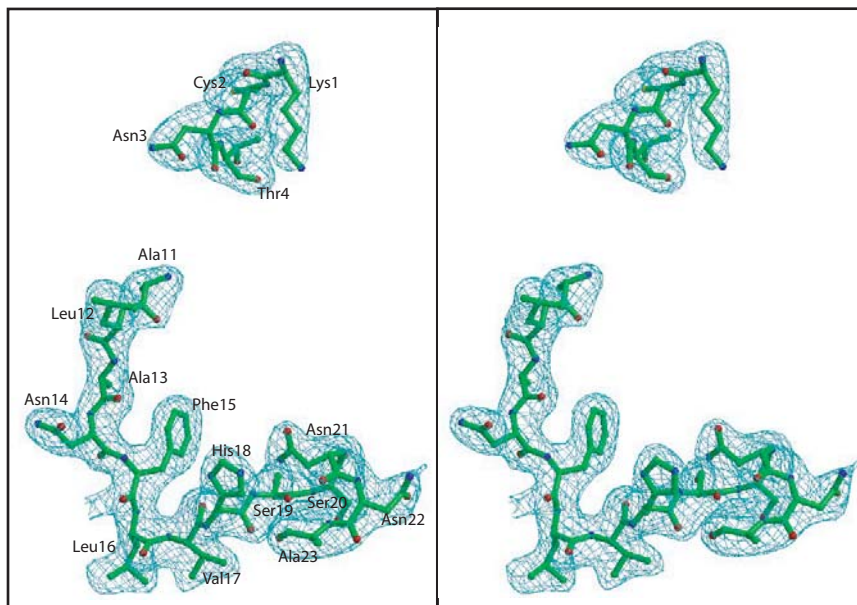 Cys2
Lys1
Asn3
Thr4
Ala11
Leu12
Ala13
Asn14
Phe15
Asn21
His18
Ser19
Ser20
Asn22
Leu16
Ala23
Val17